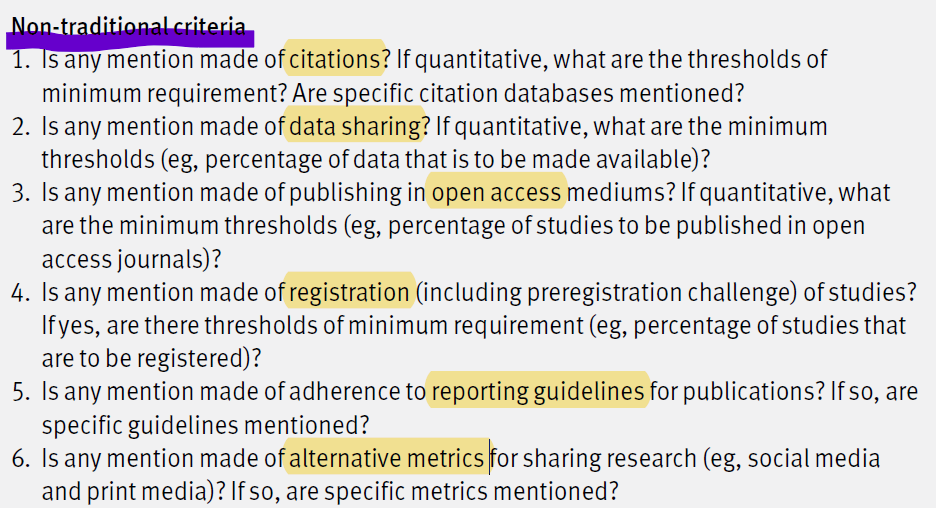 Non-traditional criteria
1. Is any mention made of citations? If quantitative, what are the thresholds of
minimum requirement? Are specific citation databases mentioned?
2. Is any mention made of data sharing? If quantitative, what are the minimum
thresholds (eg, percentage of data that is to be made available)?
3. Is any mention made of publishing in open access mediums? If quantitative, what
are the minimum thresholds (eg, percentage of studies to be published in open
access journals)?
4. Is any mention made of registration (including preregistration challenge) of studies?
If yes, are there thresholds of minimum requirement (eg, percentage of studies that
are to be registered)?
5. Is any mention made of adherence to reporting guidelines for publications? If so, are
specific guidelines mentioned?
6. Is any mention made of alternative metrics for sharing research (eg, social media
and print media)? If so, are specific metrics mentioned?